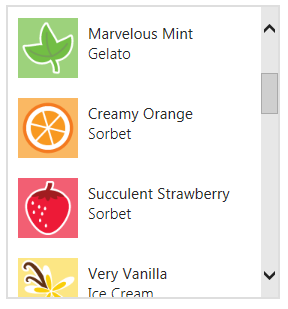 Marvelous Mint
Gelato
Creamy Orange
Sorbet
Succulent Strawberry
Sorbet
Very Vanilla
Ice Cream